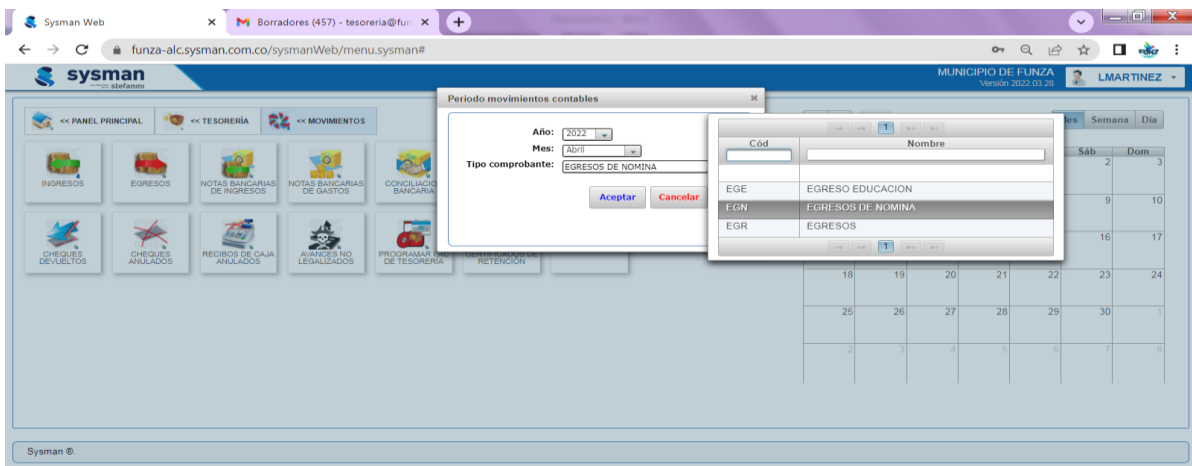 Sysman Web
Borradores (457) - tesoreria@fun
funza-alc.sysman.com.co/sysmanWeb/menu.sysman#
sysman
stefanini
MUNICIPIO DE FUNZA
Versión 2022.03.28
LMARTINEZ
<< PANEL PRINCIPAL
<< TESORERÍA
<< MOVIMIENTOS
Semana
Día
INGRESOS
EGRESOS
NOTAS BANCARIAS
DE INGRESOS
NOTAS BANCARIAS
DE GASTOS
CONCILIACIO
BANCARIA
CHEQUES
DEVUELTOS
CHEQUES
ANULADOS
RECIBOS DE CAJA
ANULADOS
AVANCES NO
LEGALIZADOS
PROGRAMAR PAG
DE TESORERÍA
CERTIFICADOS DE
RETENCIÓN
Período movimientos contables
Año:
2022
Mes:
Abril
Tipo comprobante:
EGRESOS DE NOMINA
Aceptar
Cancelar
1
Cód
Nombre
EGE
EGRESO EDUCACION
EGN
EGRESOS DE NOMINA
EGR
EGRESOS
1
Sáb
Dom
2
3
9
10
16
17
18
19
20
21
22
23
24
25
26
27
28
29
30
1
2
3
4
5
6
7
8
Sysman ®.